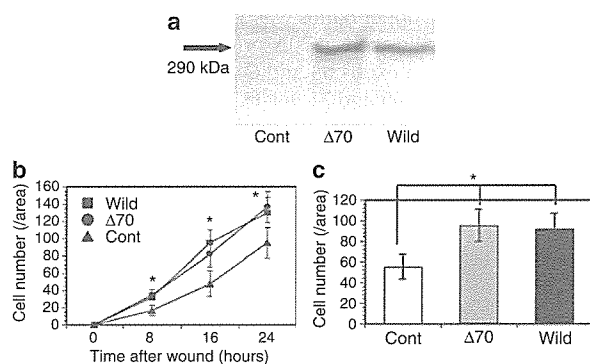 a
290 kDa
Cont Δ70 Wild
b
Cell number (/area)
160
140
120
100
80
60
40
20
0
Wild
Δ70
Cont
*
*
*
0 8 16 24
Time after wound (hours)
c
Cell number (/area)
120
100
80
60
40
20
0
*
Cont Δ70 Wild